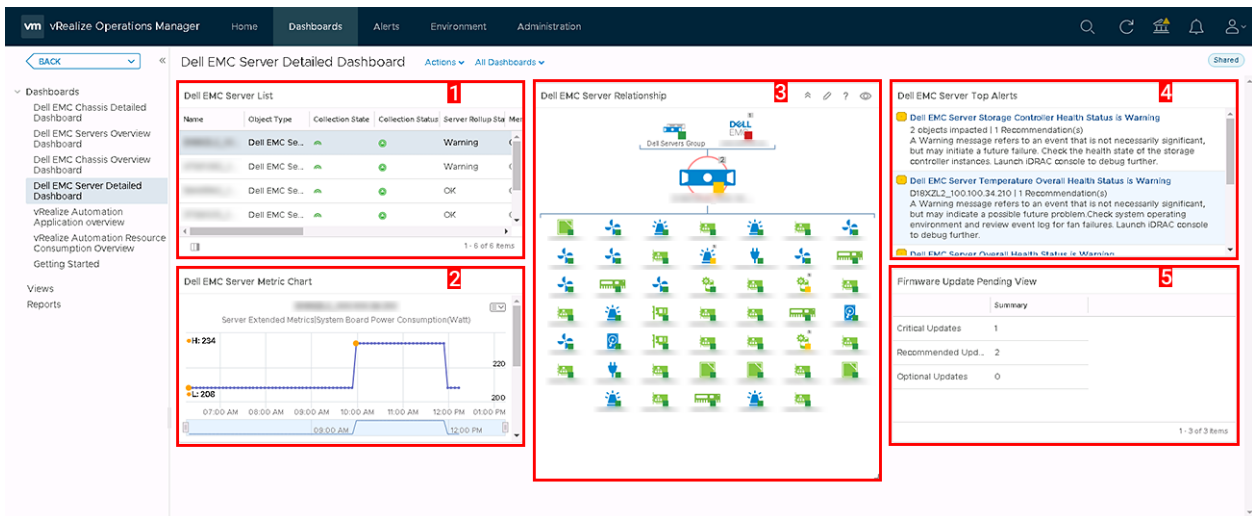 vm vRealize Operations Manager Home Dashboards Alerts Environment Administration
BACK
Dell EMC Server Detailed Dashboard Actions All Dashboards
Shared
Dashboards
Dell EMC Chassis Detailed
Dashboard
Dell EMC Servers Overview
Dashboard
Dell EMC Chassis Overview
Dashboard
Dell EMC Server Detailed
Dashboard
vRealize Automation
Application overview
vRealize Automation Resource
Consumption Overview
Getting Started
Views
Reports
Dell EMC Server List 1
Name Object Type Collection State Collection Status Server Rollup Sta Mer
Dell EMC Se... Warning
Dell EMC Se... Warning
Dell EMC Se... OK
Dell EMC Se... OK
1 - 6 of 6 items
Dell EMC Server Metric Chart 2
Server Extended Metrics|System Board Power Consumption(Watt)
H: 234
220
L: 208
200
07:00 AM 08:00 AM 09:00 AM 10:00 AM 11:00 AM 12:00 PM 01:00 PM
09:00 AM 12:00 PM
Dell EMC Server Relationship 3
DELL
EMC
Dell Servers Group
2
Dell EMC Server Top Alerts 4
Dell EMC Server Storage Controller Health Status is Warning
2 objects impacted | 1 Recommendation(s)
A Warning message refers to an event that is not necessarily significant,
but may initiate a future failure. Check the health state of the storage
controller instances. Launch iDRAC console to debug further.
Dell EMC Server Temperature Overall Health Status is Warning
D18XZL2_100.100.34.210 | 1 Recommendation(s)
A Warning message refers to an event that is not necessarily significant,
but may indicate a possible future problem.Check system operating
environment and review event log for fan failures. Launch iDRAC console
to debug further.
Dell EMC Server Overall Health Status is Warning
Firmware Update Pending View 5
Summary
Critical Updates 1
Recommended Upd... 2
Optional Updates 0
1 - 3 of 3 items